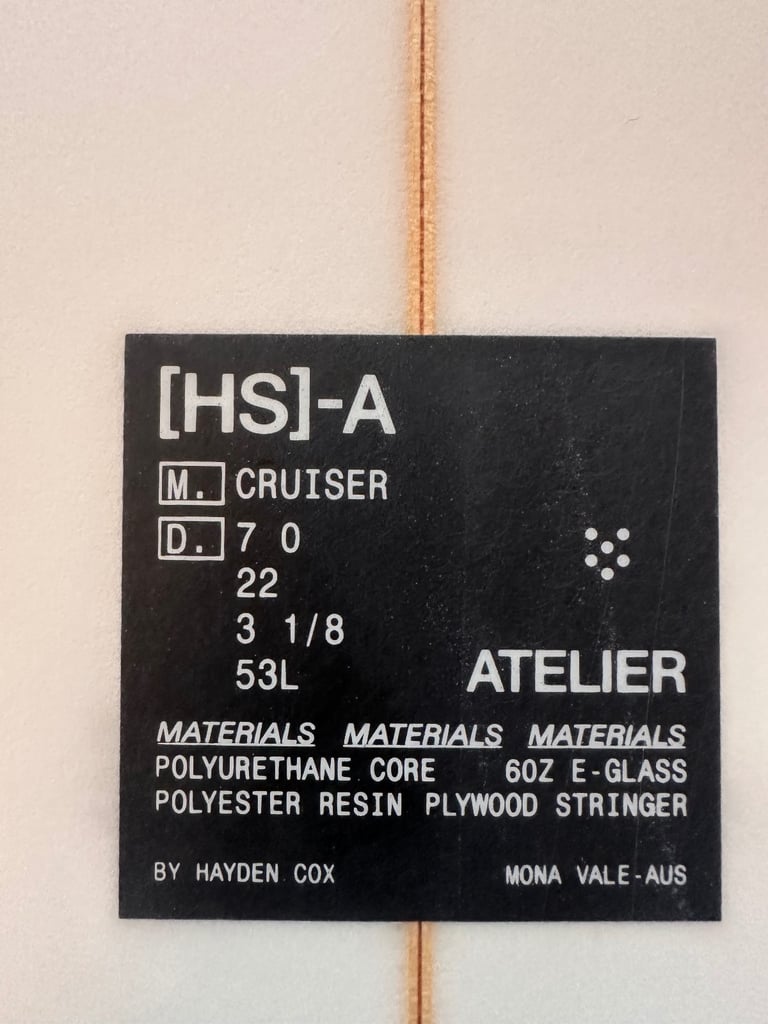 [HS]-A
M. CRUISER
D. 7 0
22
3 1/8
53L
ATELIER
MATERIALS MATERIALS MATERIALS
POLYURETHANE CORE 6OZ E-GLASS
POLYESTER RESIN PLYWOOD STRINGER
BY HAYDEN COX MONA VALE-AUS